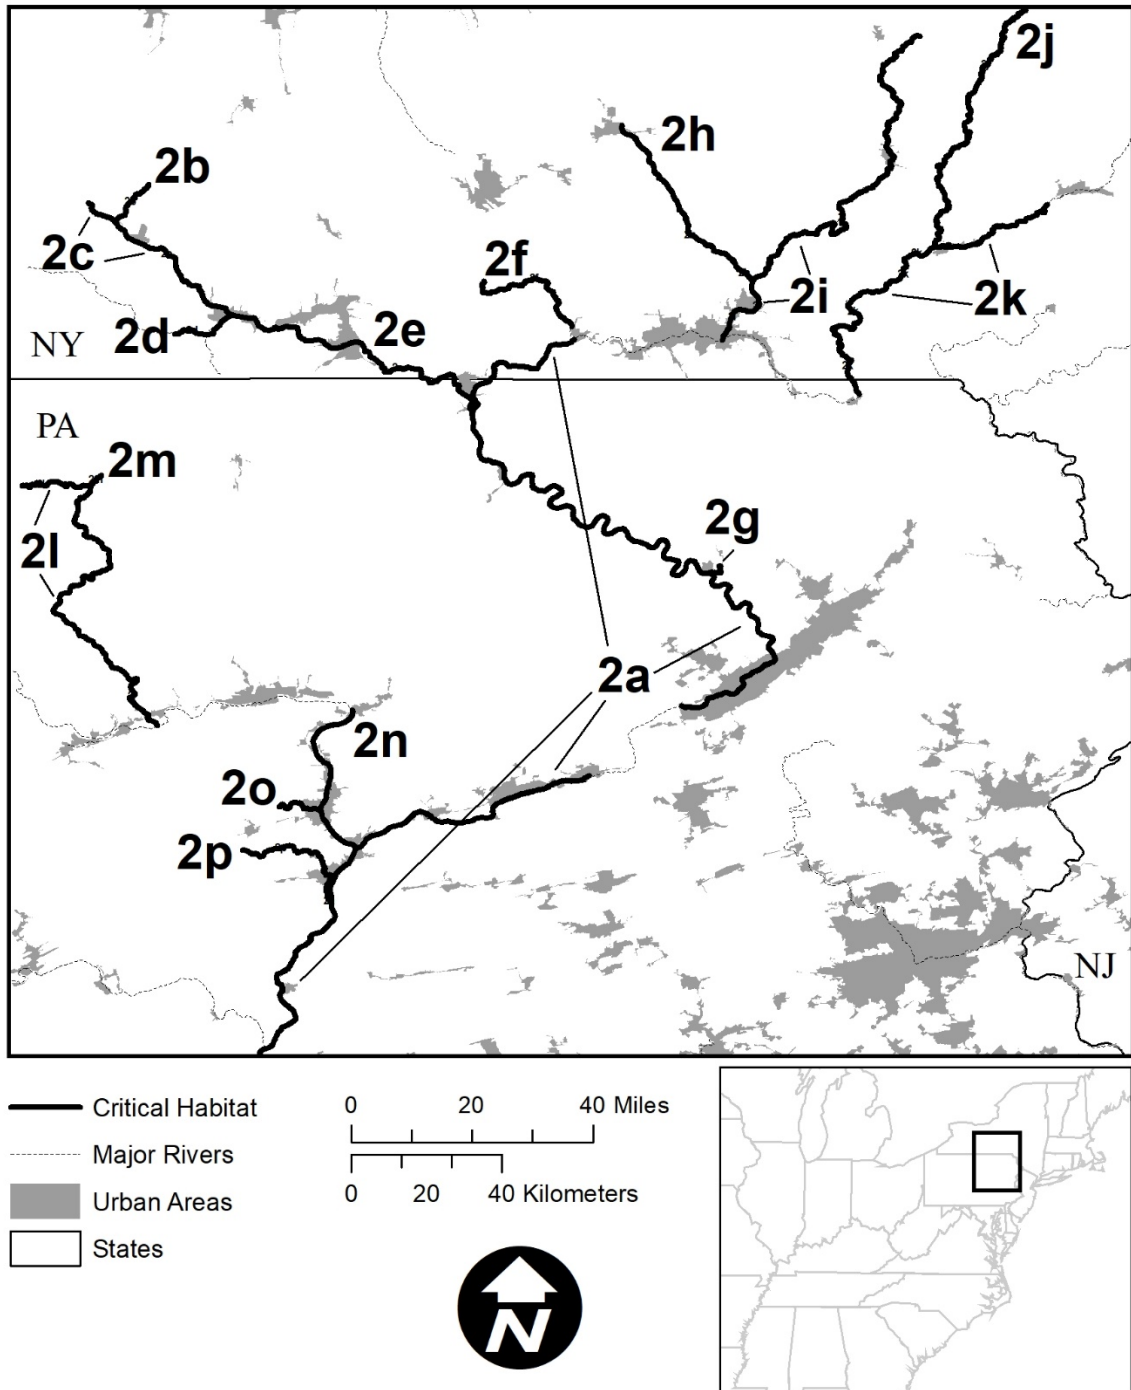 2j
2h
2b
2c
2f
2i
2k
2d
2e
NY
PA
2m
2g
2l
2a
2n
2o
2p
NJ
Critical Habitat
Major Rivers
Urban Areas
States
0 20 40 Miles
0 20 40 Kilometers
N